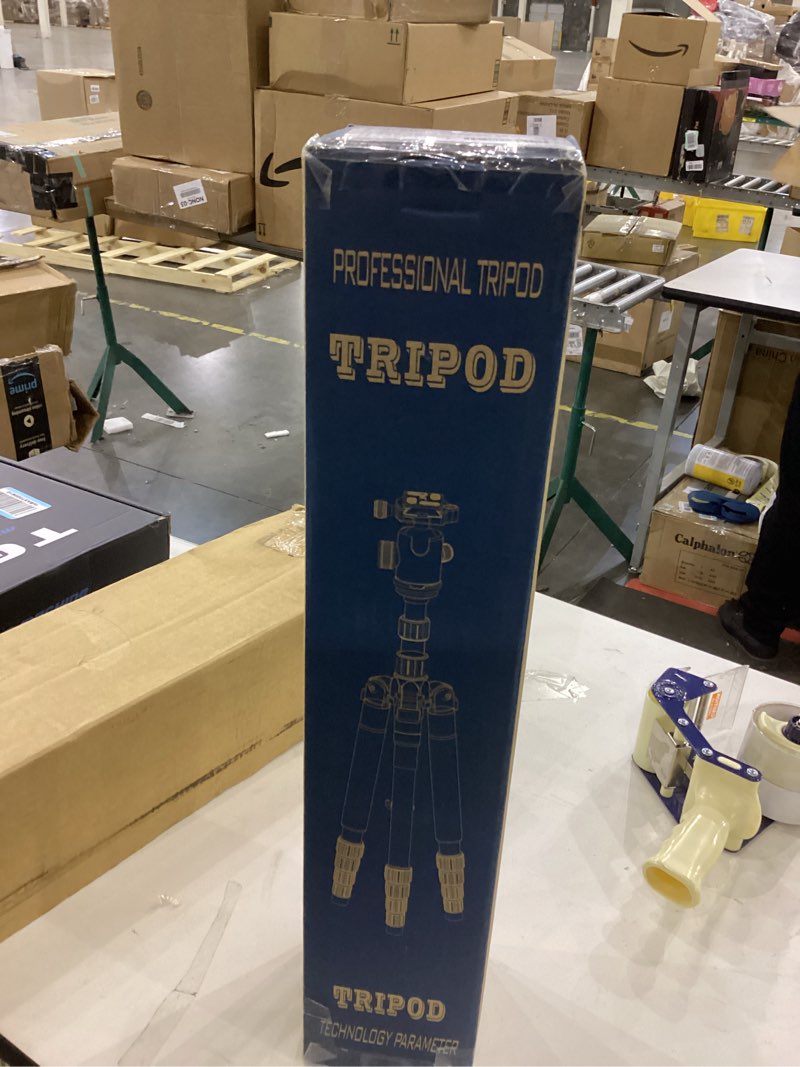 PROFESSIONAL TRIPOD
TRIPOD
TRIPOD
TECHNOLOGY PARAMETER
prime
Calphalon